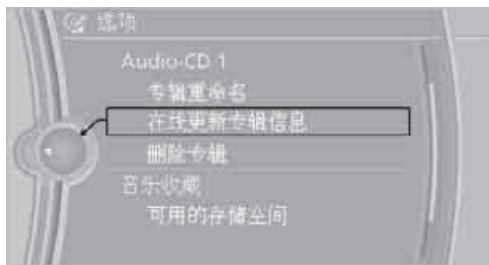 选项
Audio-CD 1
专辑重命名
在线更新专辑信息
删除专辑
音乐收藏
可用的存储空间